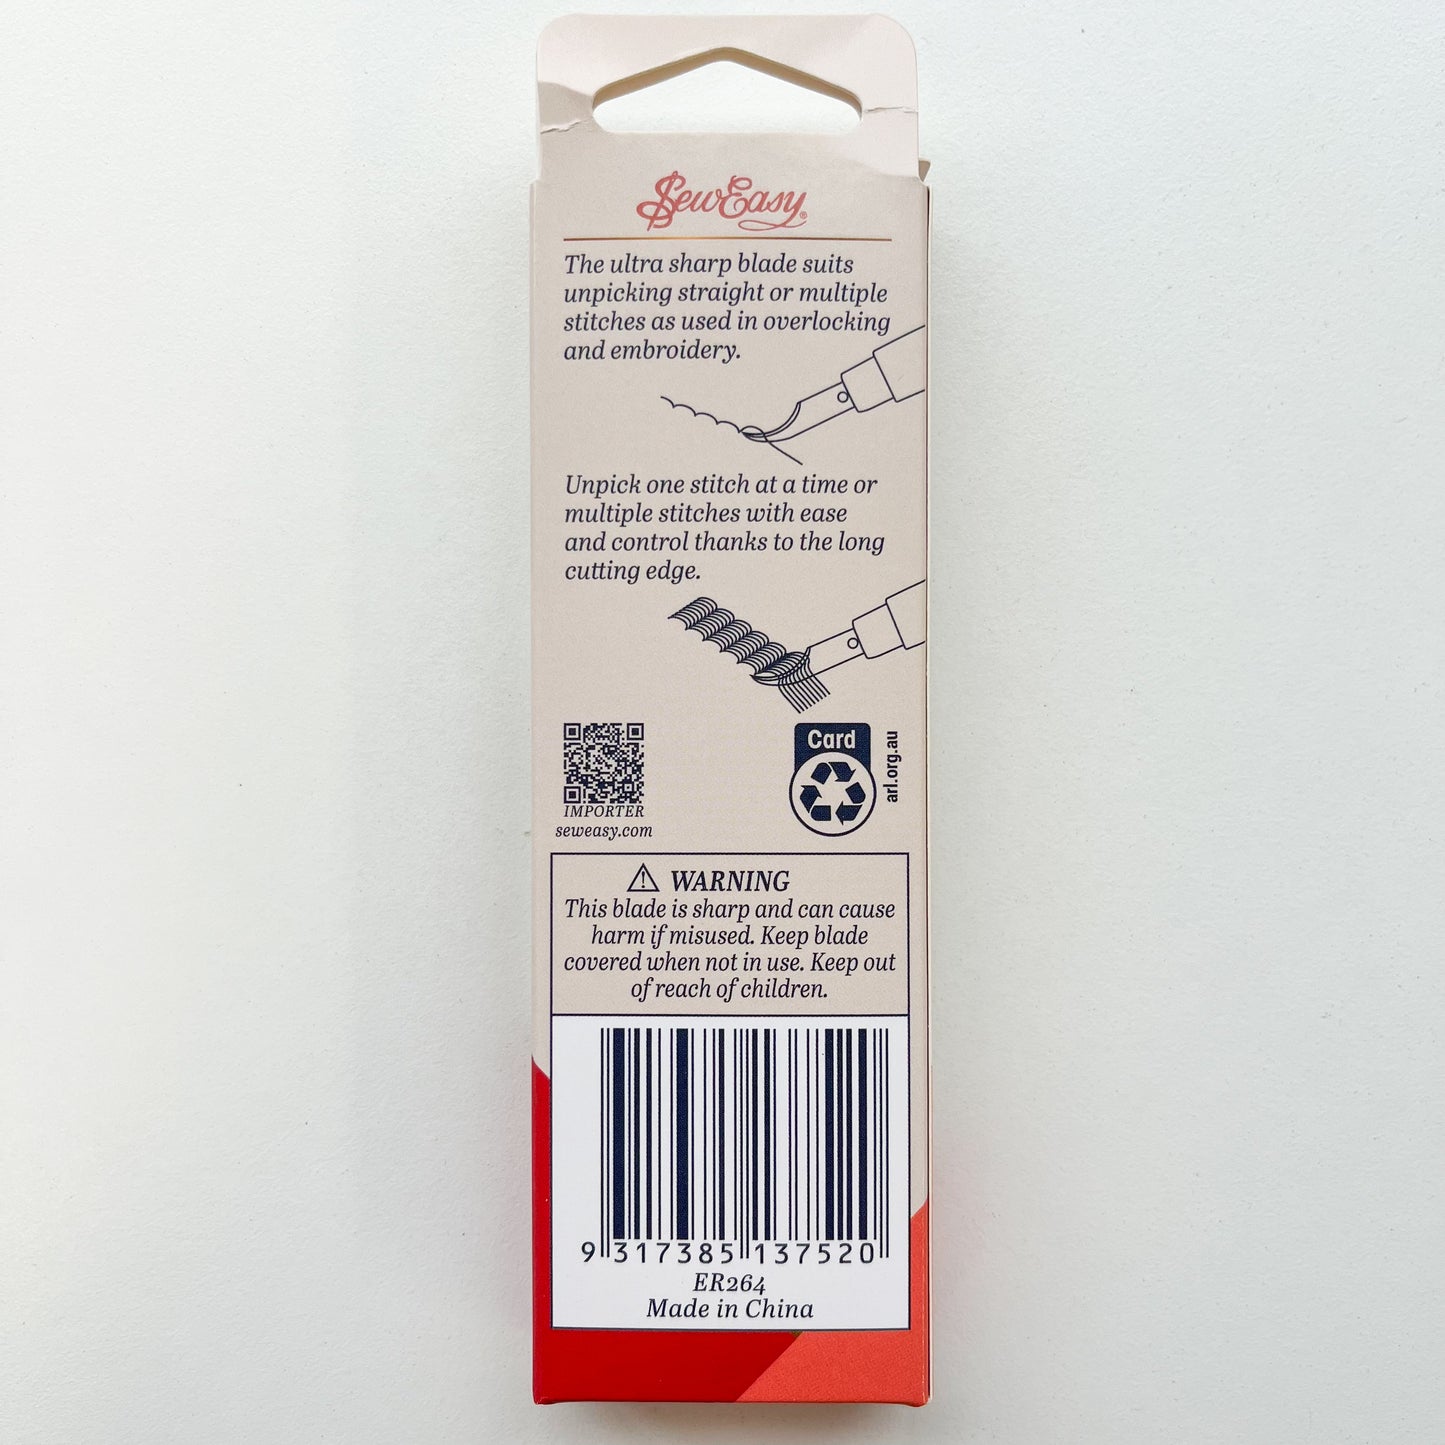 SewEasy®
The ultra sharp blade suits
unpicking straight or multiple
stitches as used in overlocking
and embroidery.
Unpick one stitch at a time or
multiple stitches with ease
and control thanks to the long
cutting edge.
IMPORTER
seweasy.com
Card
arl.org.au
⚠ WARNING
This blade is sharp and can cause
harm if misused. Keep blade
covered when not in use. Keep out
of reach of children.
9 317385 137520
ER264
Made in China